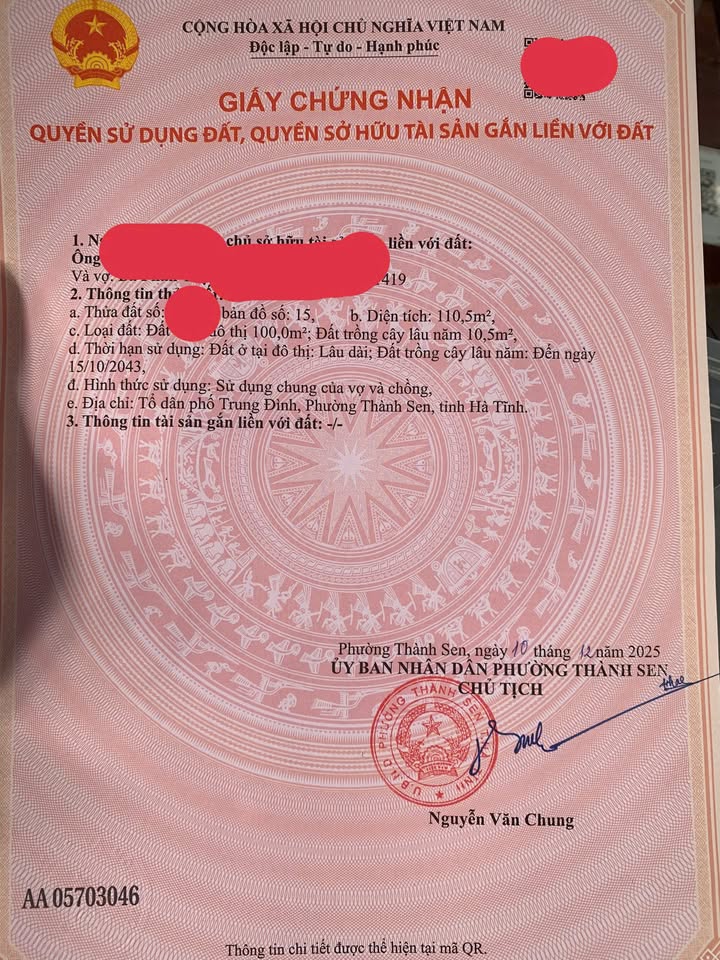 CỘNG HÒA XÃ HỘI CHỦ NGHĨA VIỆT NAM
Độc lập - Tự do - Hạnh phúc
GIẤY CHỨNG NHẬN
QUYỀN SỬ DỤNG ĐẤT, QUYỀN SỞ HỮU TÀI SẢN GẮN LIỀN VỚI ĐẤT
1. chủ sở hữu tài liền với đất:
Ông
Và vợ 419
2. Thông tin
a. Thửa đất số: bản đồ số: 15, b. Diện tích: 110,5m²,
c. Loại đất: Đất đô thị 100,0m²; Đất trồng cây lâu năm 10,5m²,
d. Thời hạn sử dụng: Đất ở tại đô thị: Lâu dài; Đất trồng cây lâu năm: Đến ngày
15/10/2043,
đ. Hình thức sử dụng: Sử dụng chung của vợ và chồng,
e. Địa chỉ: Tổ dân phố Trung Đình, Phường Thành Sen, tỉnh Hà Tĩnh.
3. Thông tin tài sản gắn liền với đất: -/-
Phường Thành Sen, ngày 10 tháng 12 năm 2025
ỦY BAN NHÂN DÂN PHƯỜNG THÀNH SEN
CHỦ TỊCH
U.B.N.D PHƯỜNG THÀNH SEN
Nguyễn Văn Chung
AA 05703046
Thông tin chi tiết được thể hiện tại mã QR.